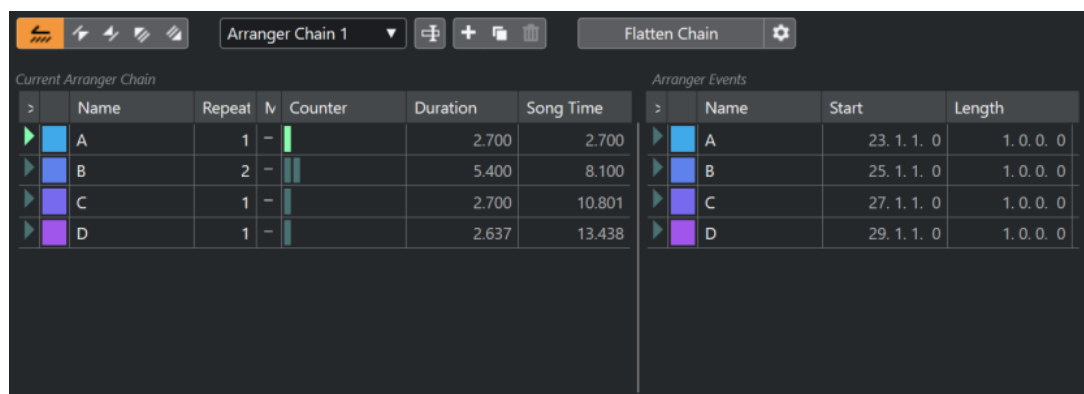 Arranger Chain 1 Flatten Chain
Current Arranger Chain Arranger Events
> Name Repeat M Counter Duration Song Time > Name Start Length
A 1 – 2.700 2.700 A 23. 1. 1. 0 1. 0. 0. 0
B 2 – 5.400 8.100 B 25. 1. 1. 0 1. 0. 0. 0
C 1 – 2.700 10.801 C 27. 1. 1. 0 1. 0. 0. 0
D 1 – 2.637 13.438 D 29. 1. 1. 0 1. 0. 0. 0